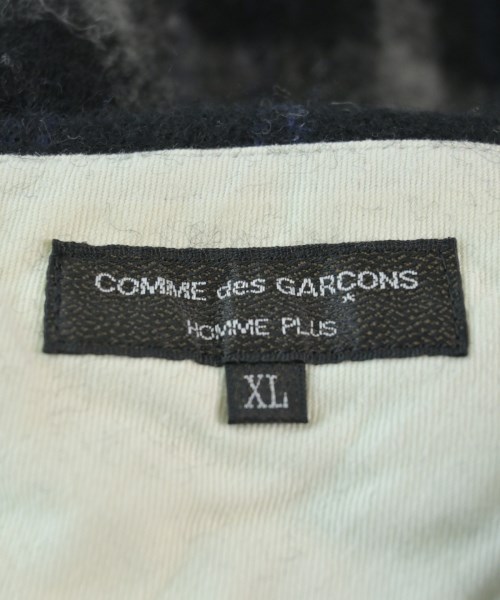 COMME des GARCONS
*
HOMME PLUS
XL